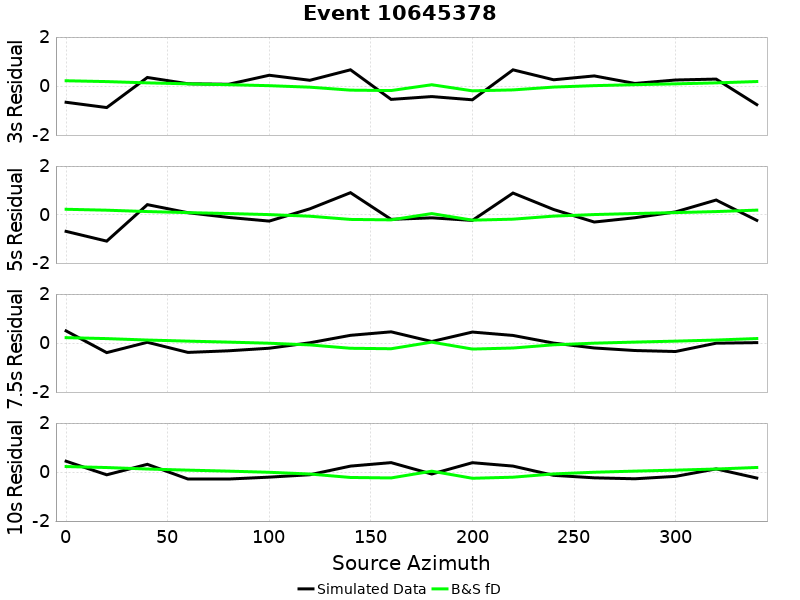 Event 10645378
3s Residual
2
0
-2
5s Residual
2
0
-2
7.5s Residual
2
0
-2
10s Residual
2
0
-2
0 50 100 150 200 250 300
Source Azimuth
Simulated Data B&S fD